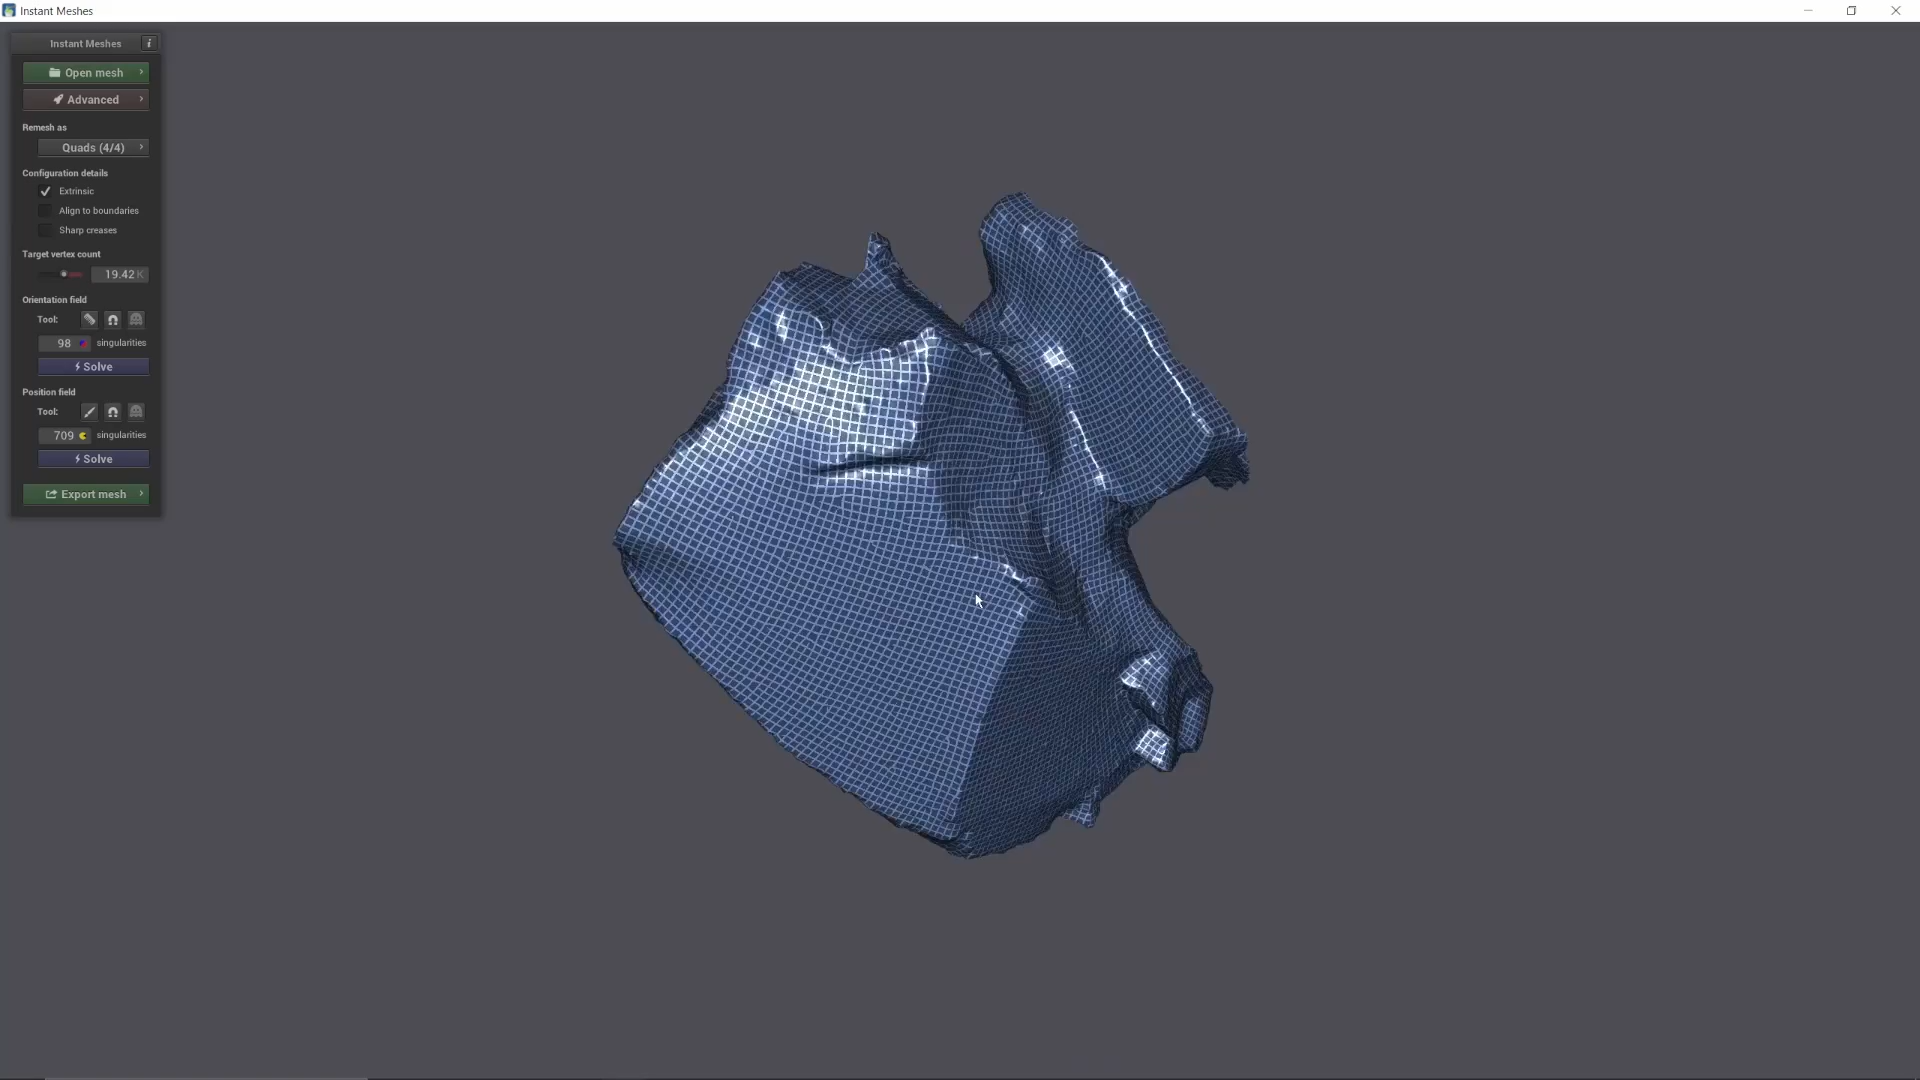 Instant Meshes
Instant Meshes i
Open mesh
Advanced
Remesh as
Quads (4/4)
Configuration details
Extrinsic
Align to boundaries
Sharp creases
Target vertex count
19.42 K
Orientation field
Tool:
98 singularities
Solve
Position field
Tool:
709 singularities
Solve
Export mesh